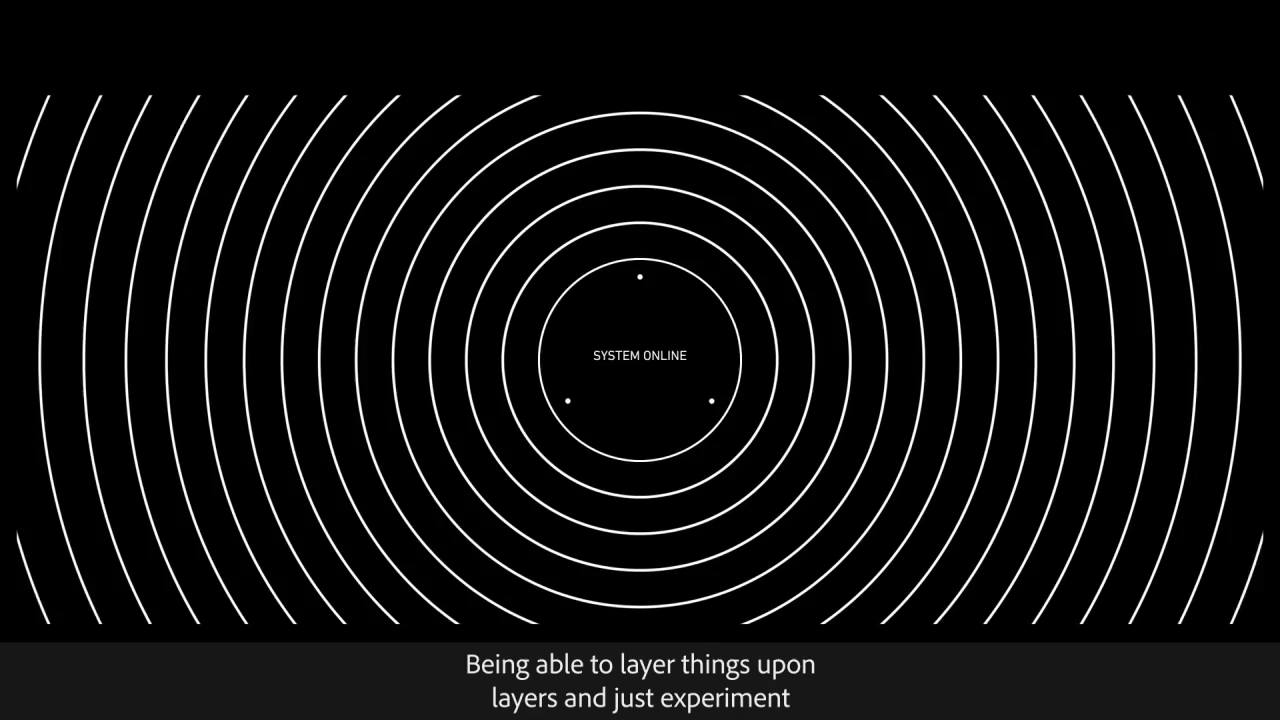 SYSTEM ONLINE
Being able to layer things upon
layers and just experiment